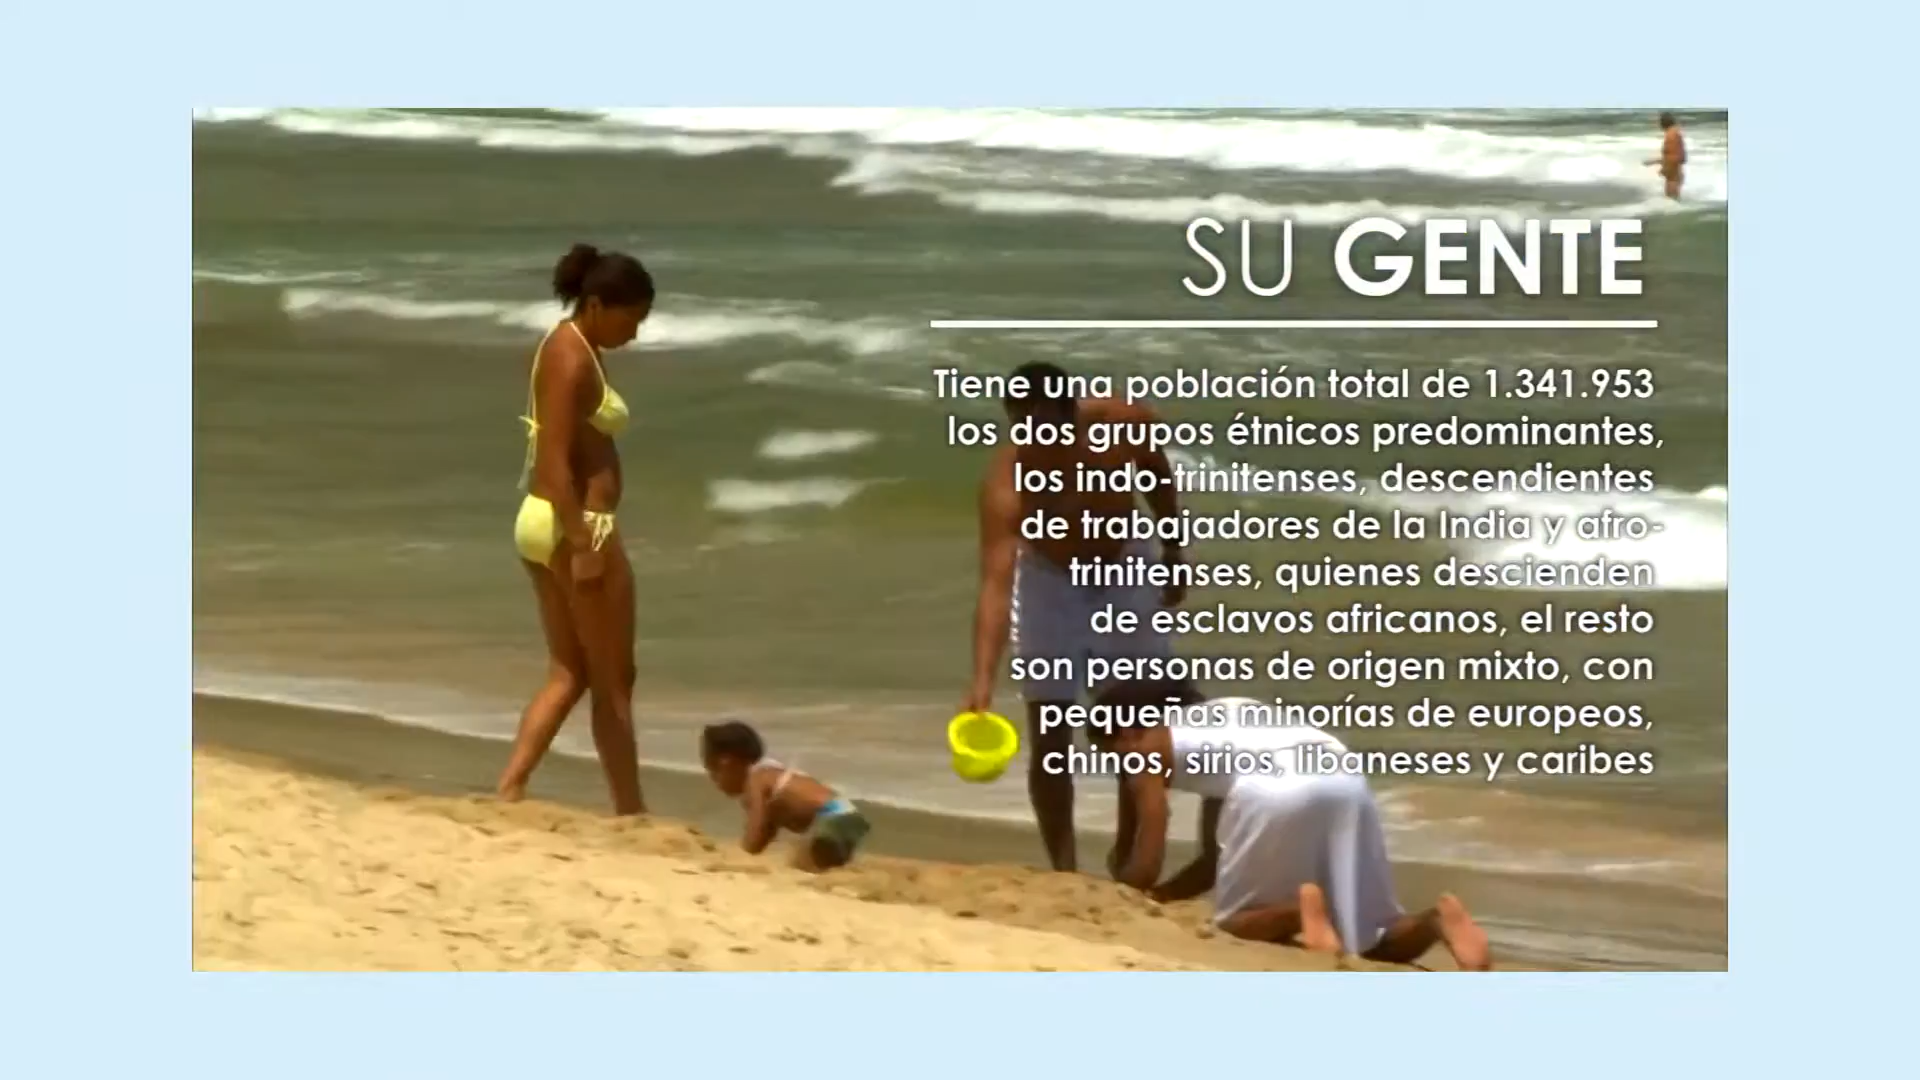 SU GENTE
Tiene una población total de 1.341.953
los dos grupos étnicos predominantes,
los indo-trinitenses, descendientes
de trabajadores de la India y afro-
trinitenses, quienes descienden
de esclavos africanos, el resto
son personas de origen mixto, con
pequeñas minorías de europeos,
chinos, sirios, libaneses y caribes